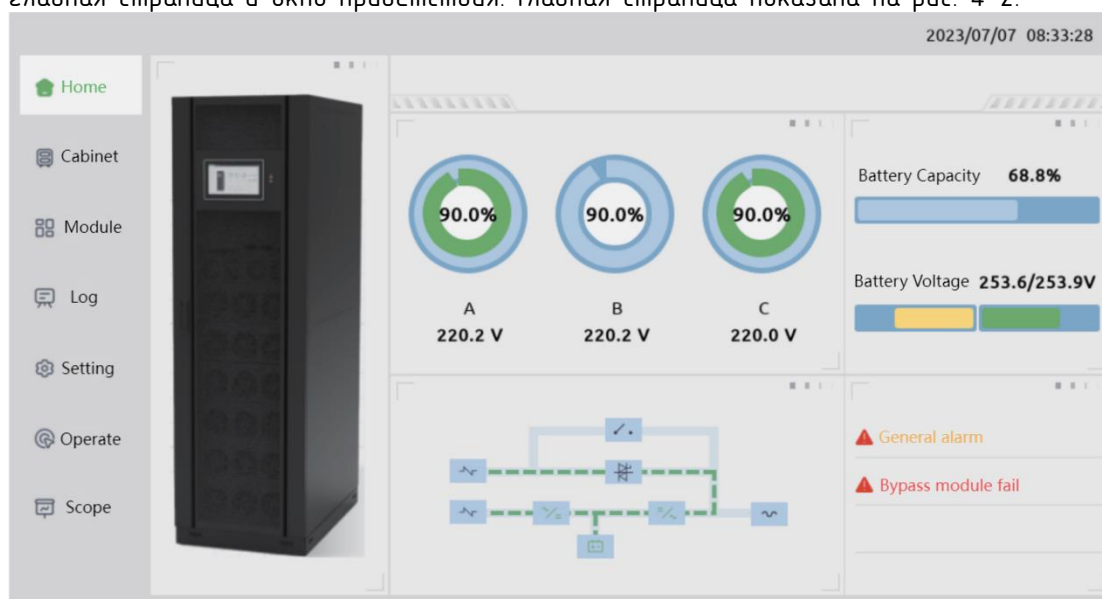 главная страница и окно приветствия. Главная страница показана на рис. 4-2.
2023/07/07 08:33:28
Home
Cabinet
Module
Log
Setting
Operate
Scope
90.0% 90.0% 90.0%
A B C
220.2 V 220.2 V 220.0 V
Battery Capacity 68.8%
Battery Voltage 253.6/253.9V
General alarm
Bypass module fail